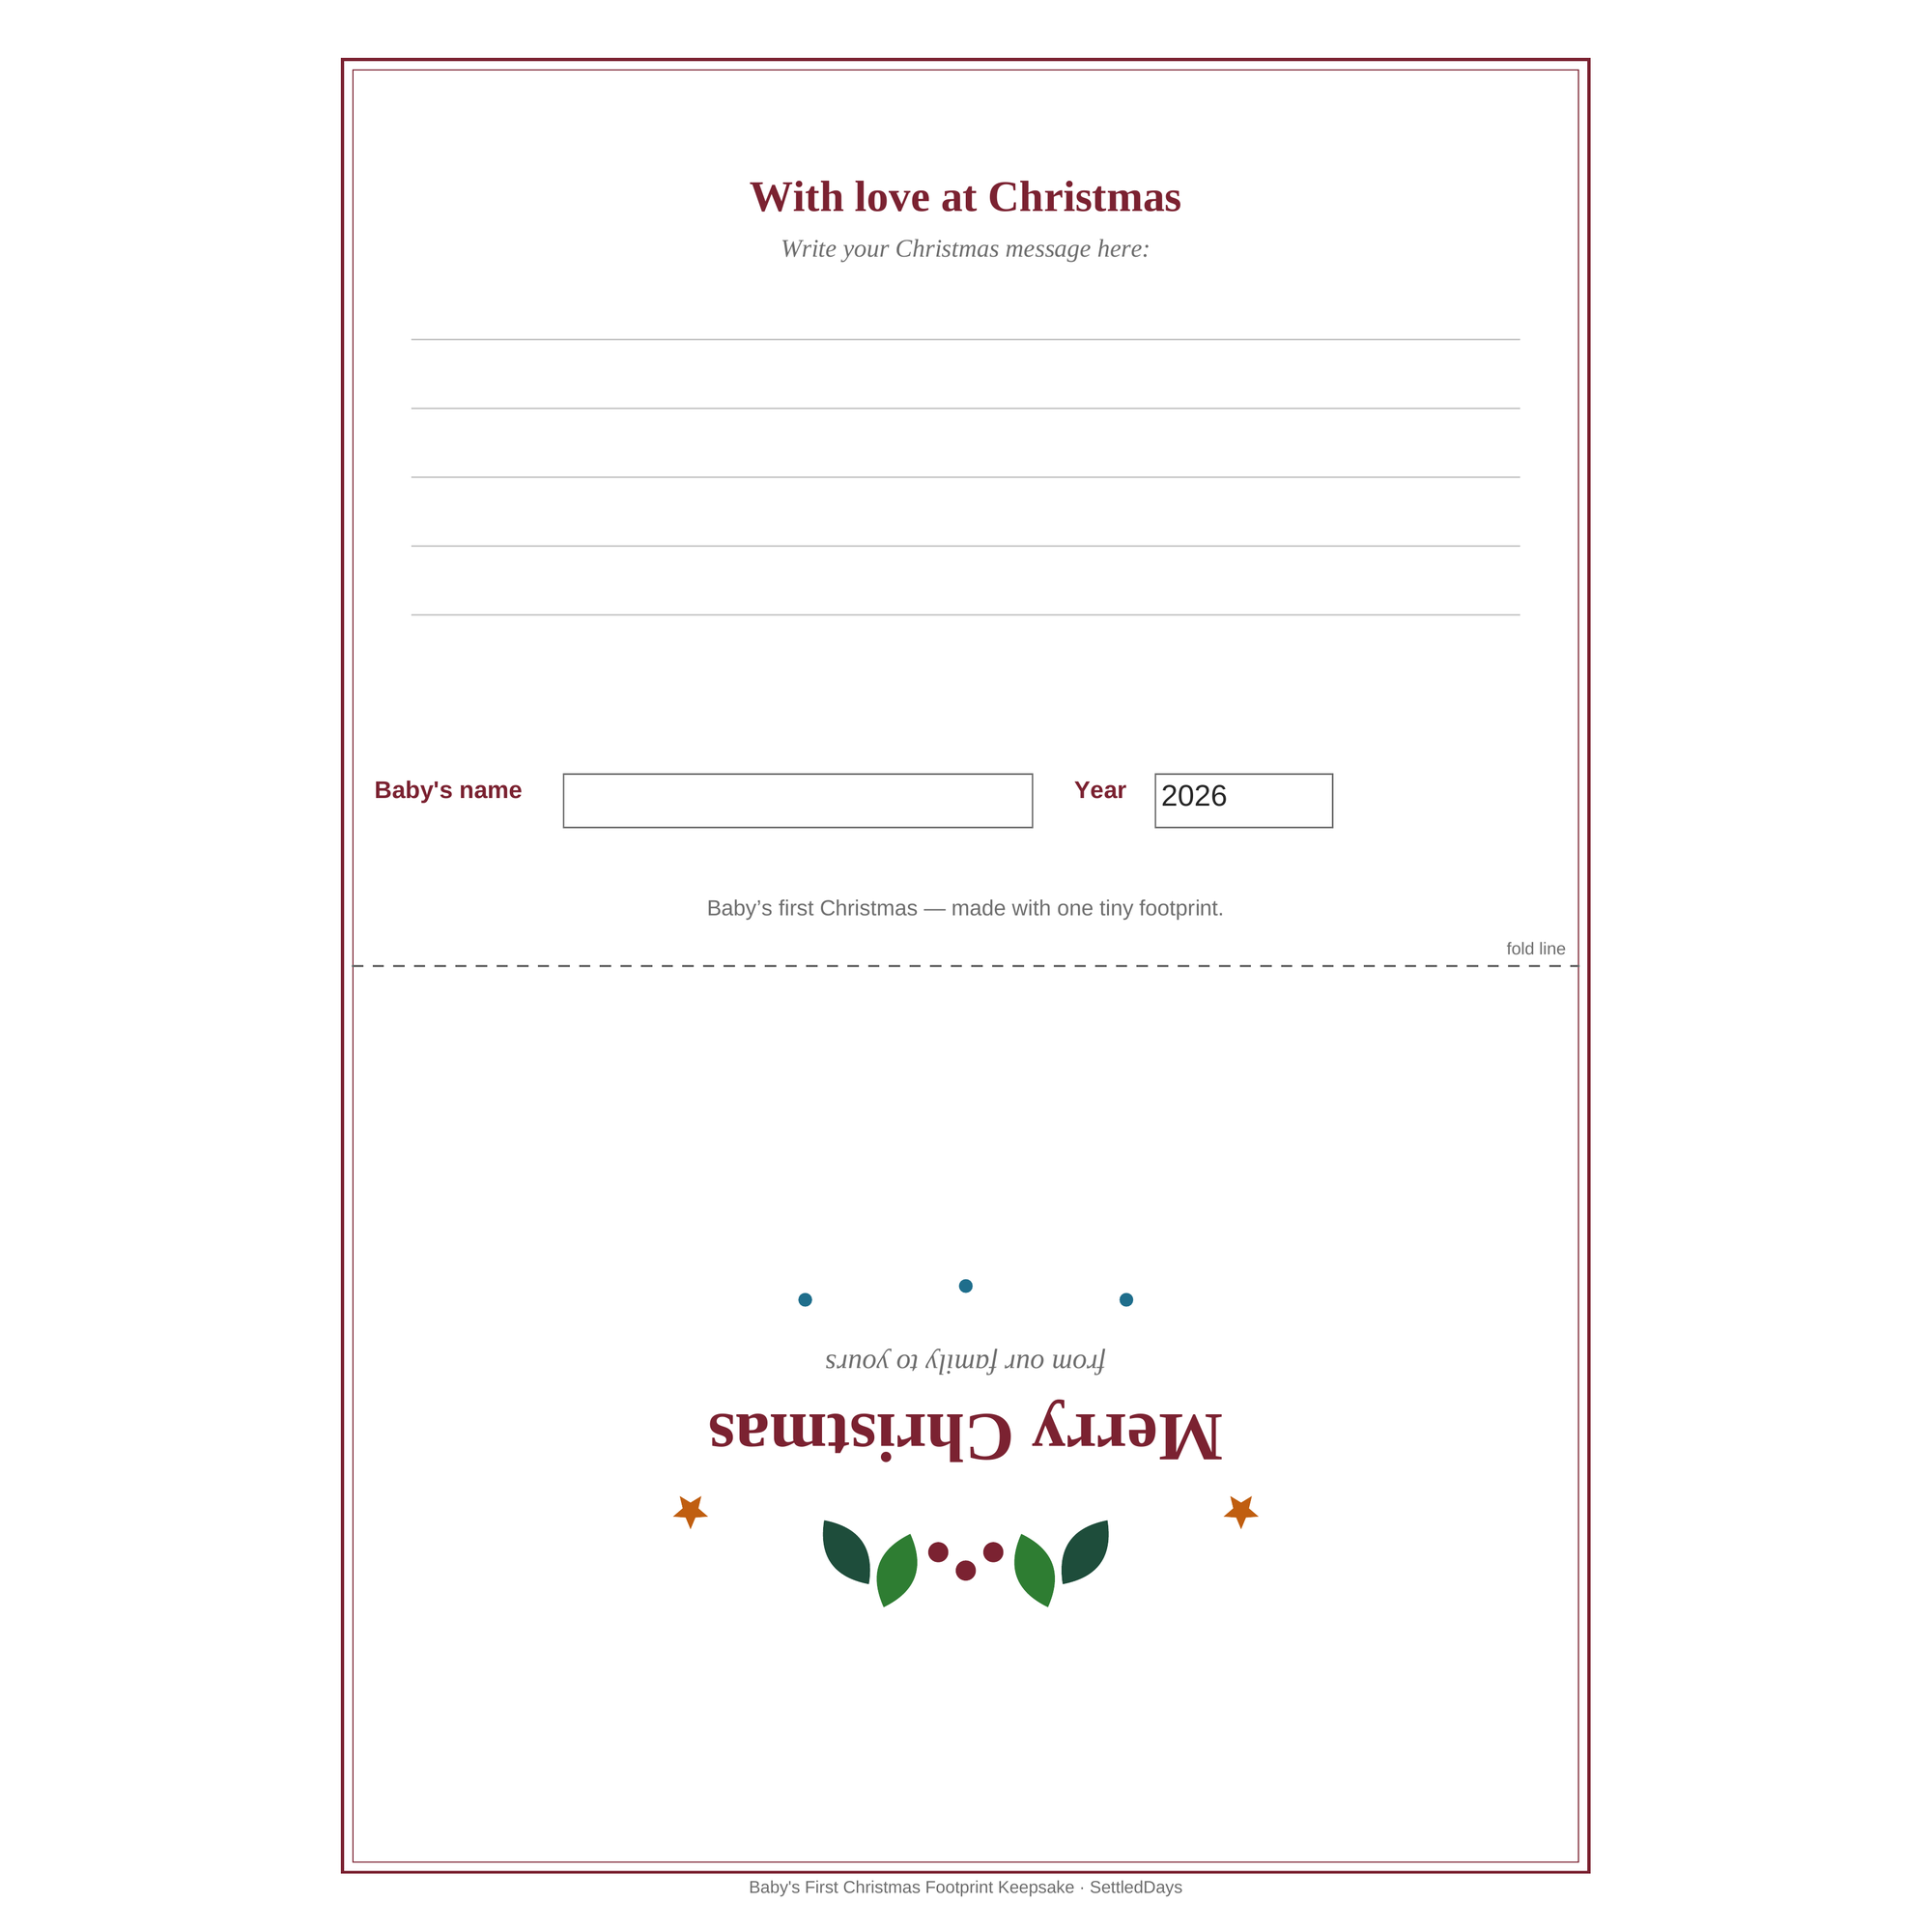 With love at Christmas
Write your Christmas message here:
Baby's name
Year
2026
Baby’s first Christmas — made with one tiny footprint.
fold line
from our family to yours
Merry Christmas
Baby's First Christmas Footprint Keepsake · SettledDays